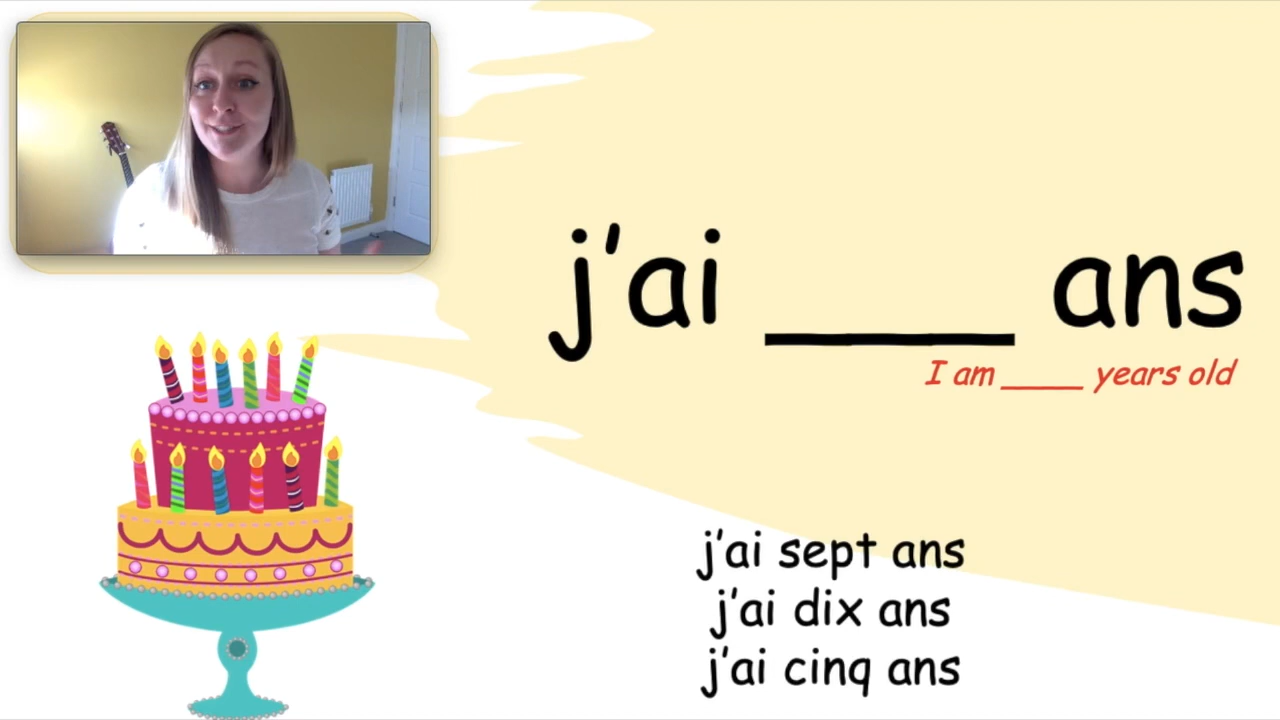 j'ai ____ ans
I am ____ years old
j'ai sept ans
j'ai dix ans
j'ai cinq ans